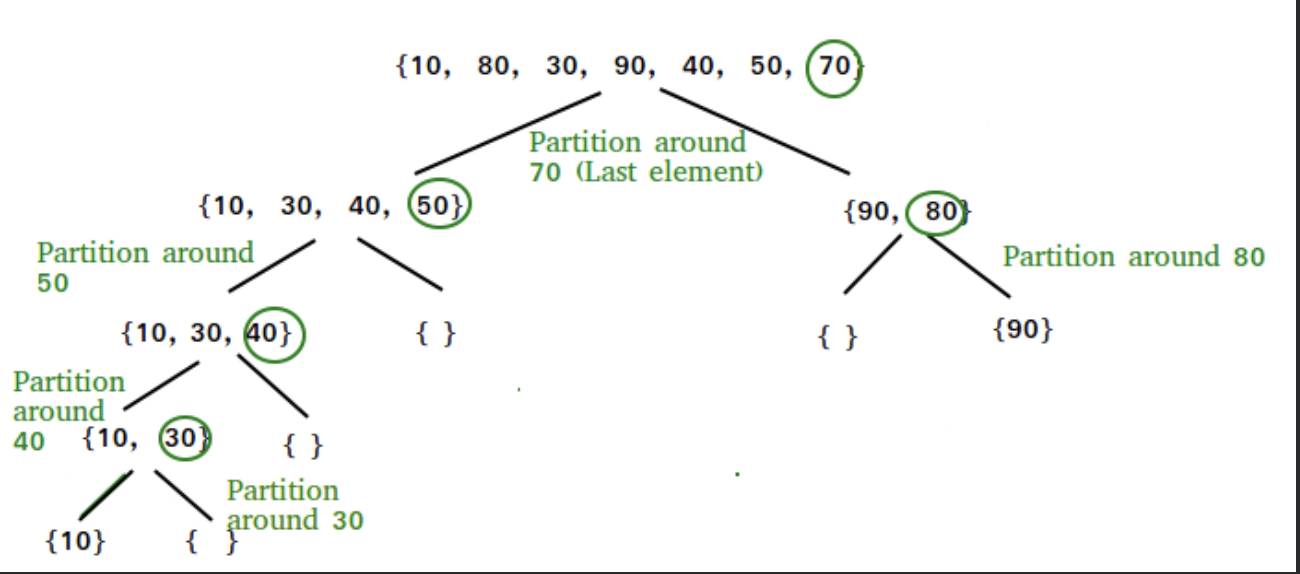 {10, 80, 30, 90, 40, 50, 70}
Partition around
70 (Last element)
{10, 30, 40, 50}
{90, 80}
Partition around
50
Partition around 80
{10, 30, 40}
{ }
{ }
{90}
Partition
around
40
{10, 30}
{ }
Partition
around 30
{10}
{ }